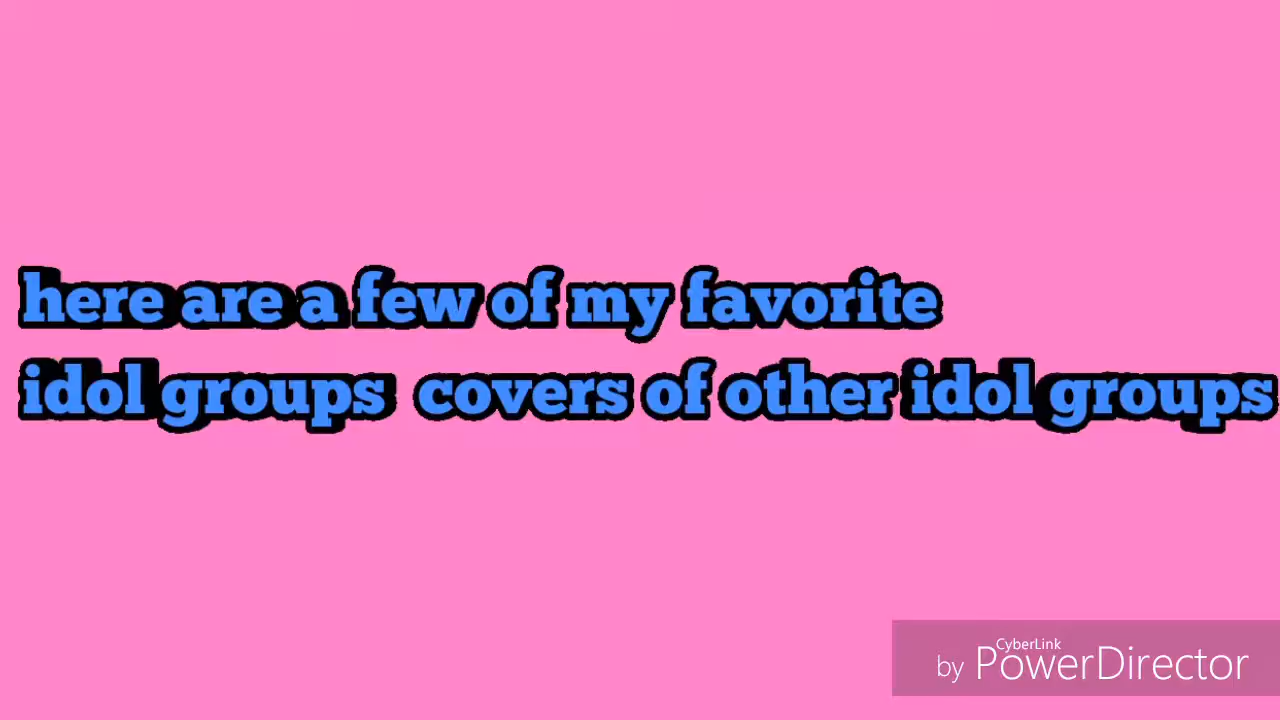 here are a few of my favorite
idol groups  covers of other idol groups
CyberLink
by PowerDirector